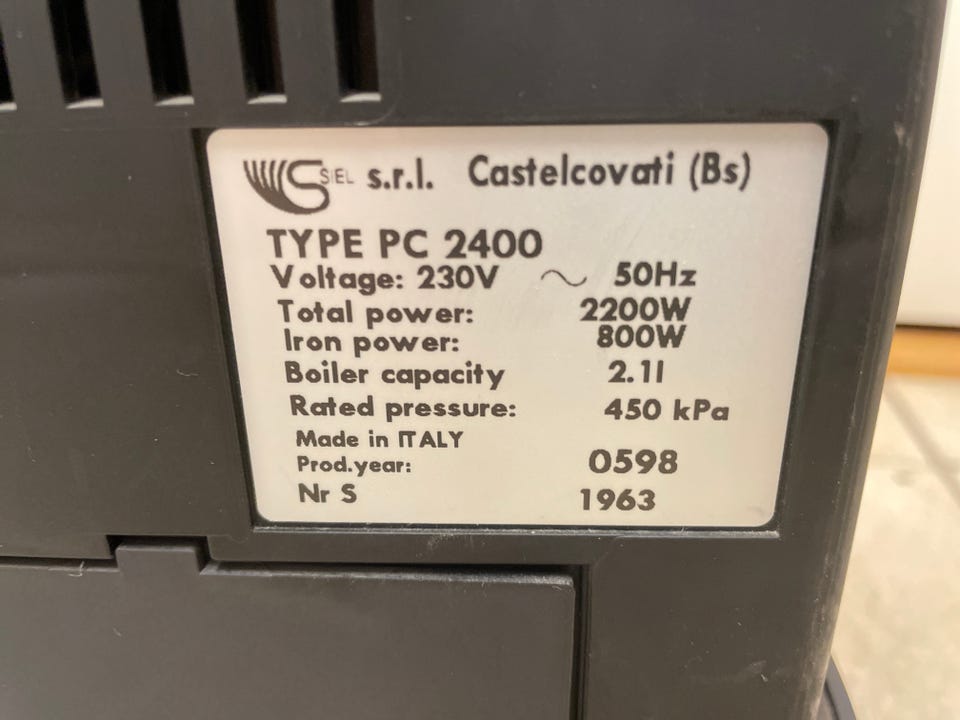 SIEL s.r.l. Castelcovati (Bs)
TYPE PC 2400
Voltage: 230V ~ 50Hz
Total power: 2200W
Iron power: 800W
Boiler capacity 2.1l
Rated pressure: 450 kPa
Made in ITALY
Prod.year: 0598
Nr S 1963